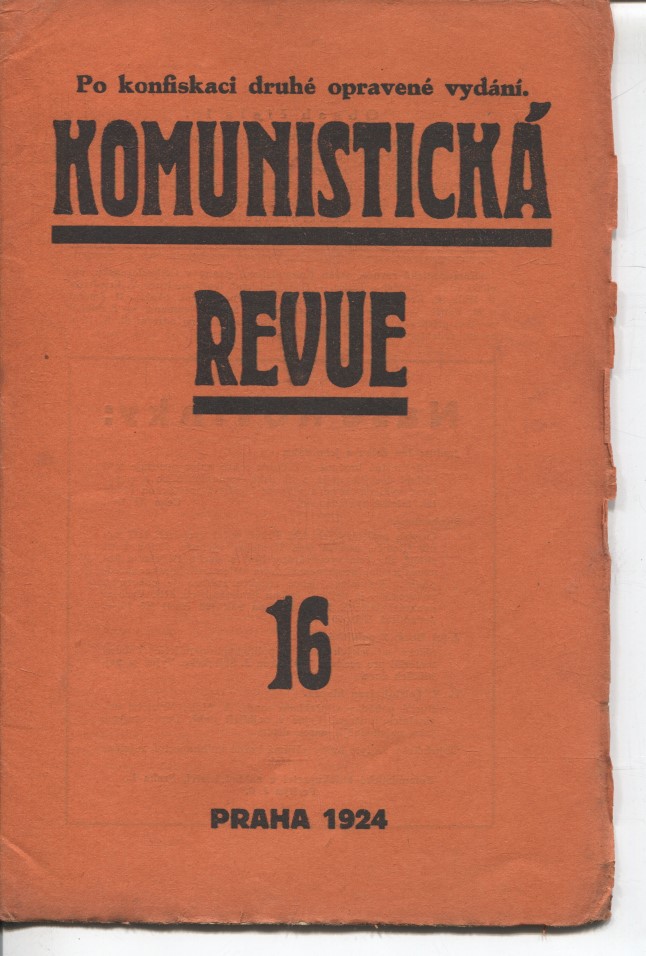 Po konfiskaci druhé opravené vydání.
KOMUNISTICKÁ
REVUE
16
PRAHA 1924